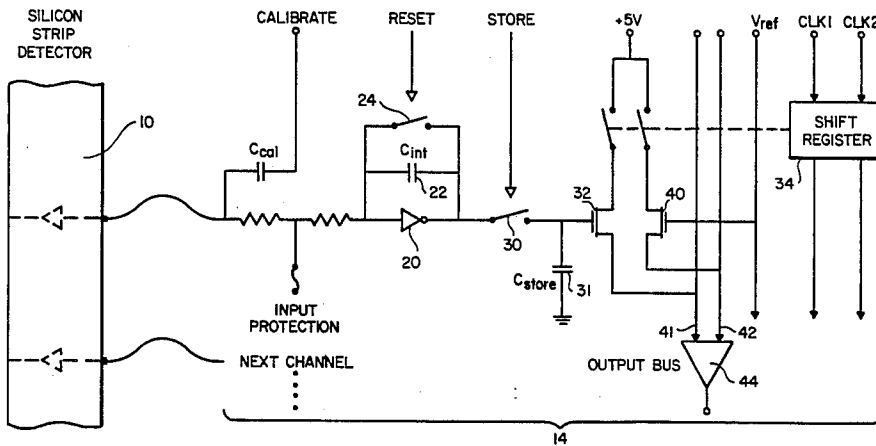 SILICON
STRIP
DETECTOR
CALIBRATE
RESET
STORE
+5V
Vref
CLK1
CLK2
10
24
Ccal
Cint
22
SHIFT
REGISTER
34
32
40
20
30
Cstore
31
INPUT
PROTECTION
41
42
NEXT CHANNEL
OUTPUT BUS
44
14